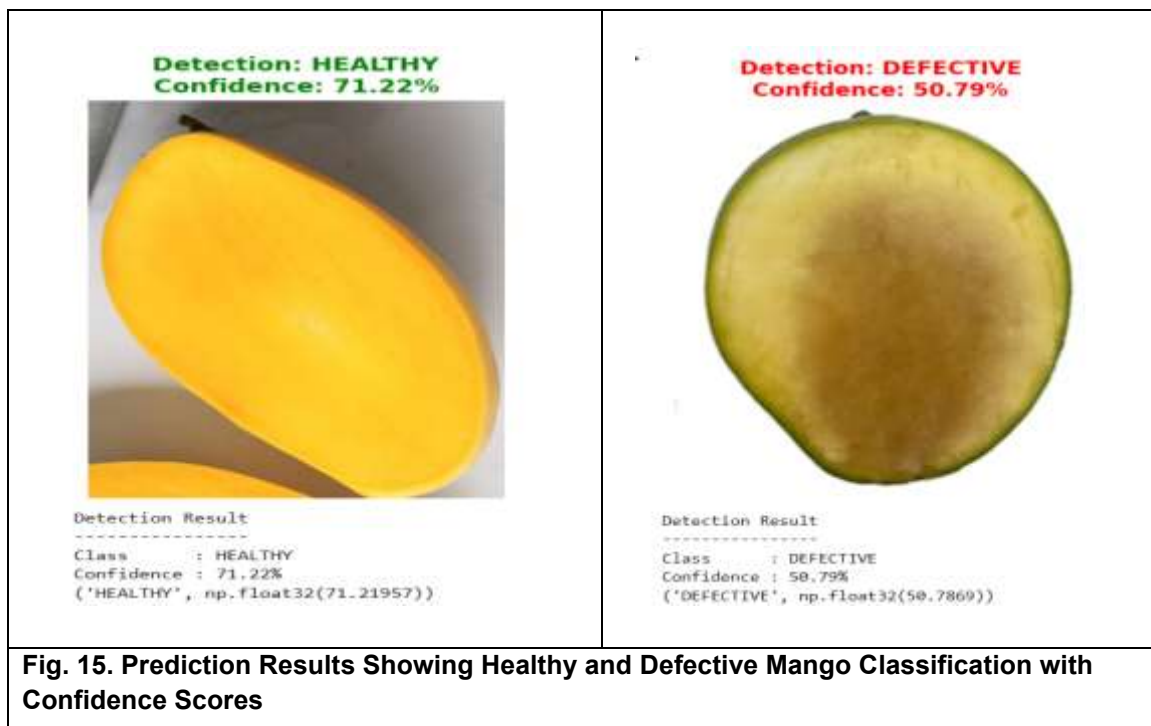 Detection: HEALTHY
Confidence: 71.22%
Detection Result
----------------
Class : HEALTHY
Confidence : 71.22%
('HEALTHY', np.float32(71.21957))
Detection: DEFECTIVE
Confidence: 50.79%
Detection Result
----------------
Class : DEFECTIVE
Confidence : 50.79%
('DEFECTIVE', np.float32(50.7869))
Fig. 15. Prediction Results Showing Healthy and Defective Mango Classification with
Confidence Scores